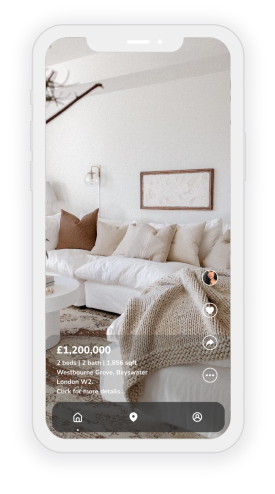 £1,200,000
2 beds | 2 bath | 1,856 sqft
Westbourne Grove, Bayswater
London W2.
Click for more details...